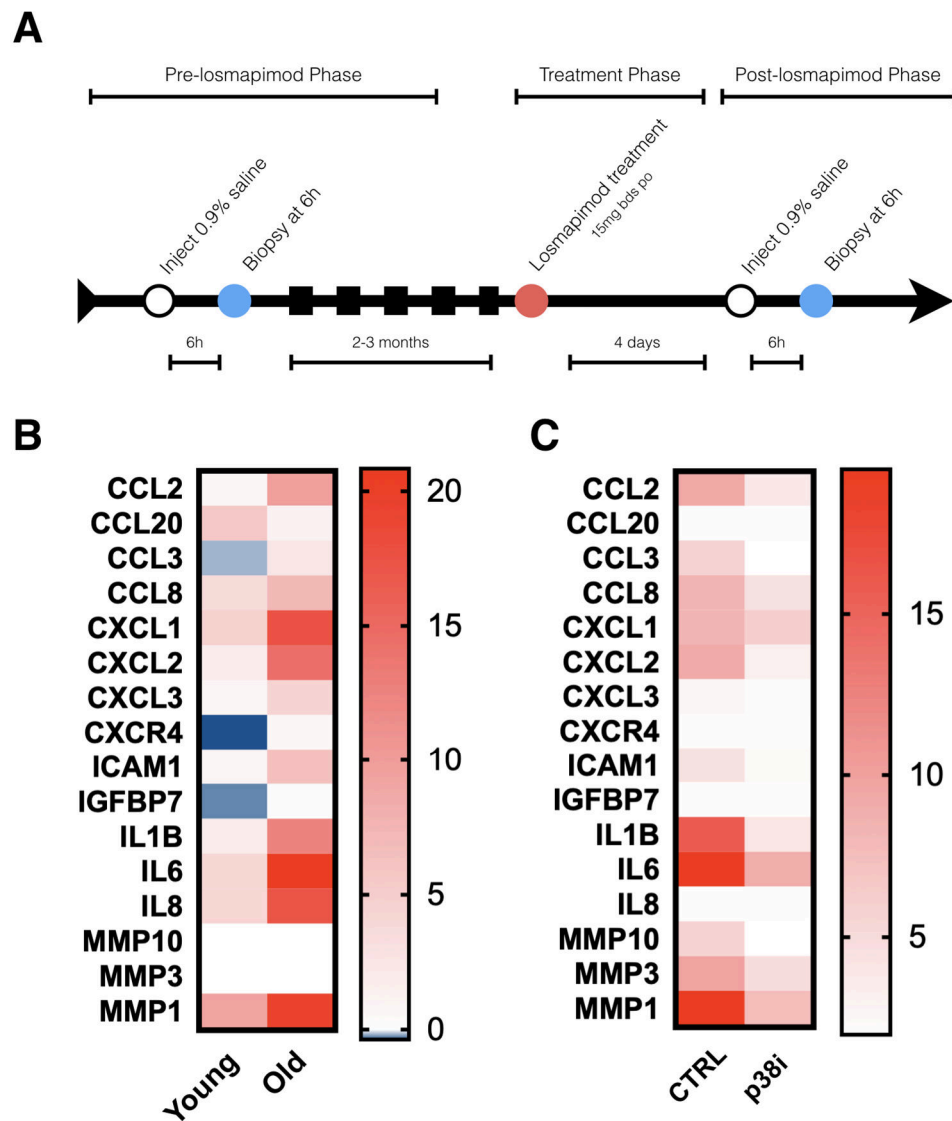 A
Pre-losmapimod Phase
Treatment Phase
Post-losmapimod Phase
Inject 0.9% saline
Biopsy at 6h
Losmapimod treatment
15mg bds po
Inject 0.9% saline
Biopsy at 6h
6h
2-3 months
4 days
6h
B
CCL2
CCL20
CCL3
CCL8
CXCL1
CXCL2
CXCL3
CXCR4
ICAM1
IGFBP7
IL1B
IL6
IL8
MMP10
MMP3
MMP1
Young
Old
20
15
10
5
0
C
CCL2
CCL20
CCL3
CCL8
CXCL1
CXCL2
CXCL3
CXCR4
ICAM1
IGFBP7
IL1B
IL6
IL8
MMP10
MMP3
MMP1
CTRL
p38i
15
10
5